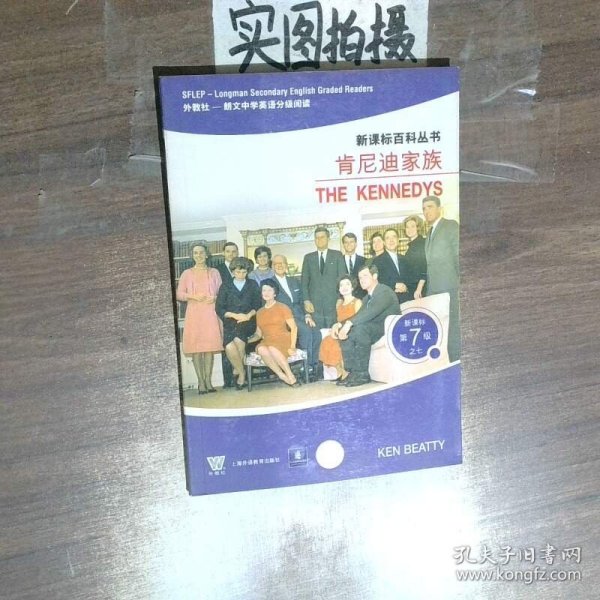 实图拍摄
SFLEP – Longman Secondary English Graded Readers
外教社 — 朗文中学英语分级阅读
新课标百科丛书
肯尼迪家族
THE KENNEDYS
新课标
第7级
之七
KEN BEATTY
外教社
上海外语教育出版社
孔夫子旧书网
www.kongfz.com